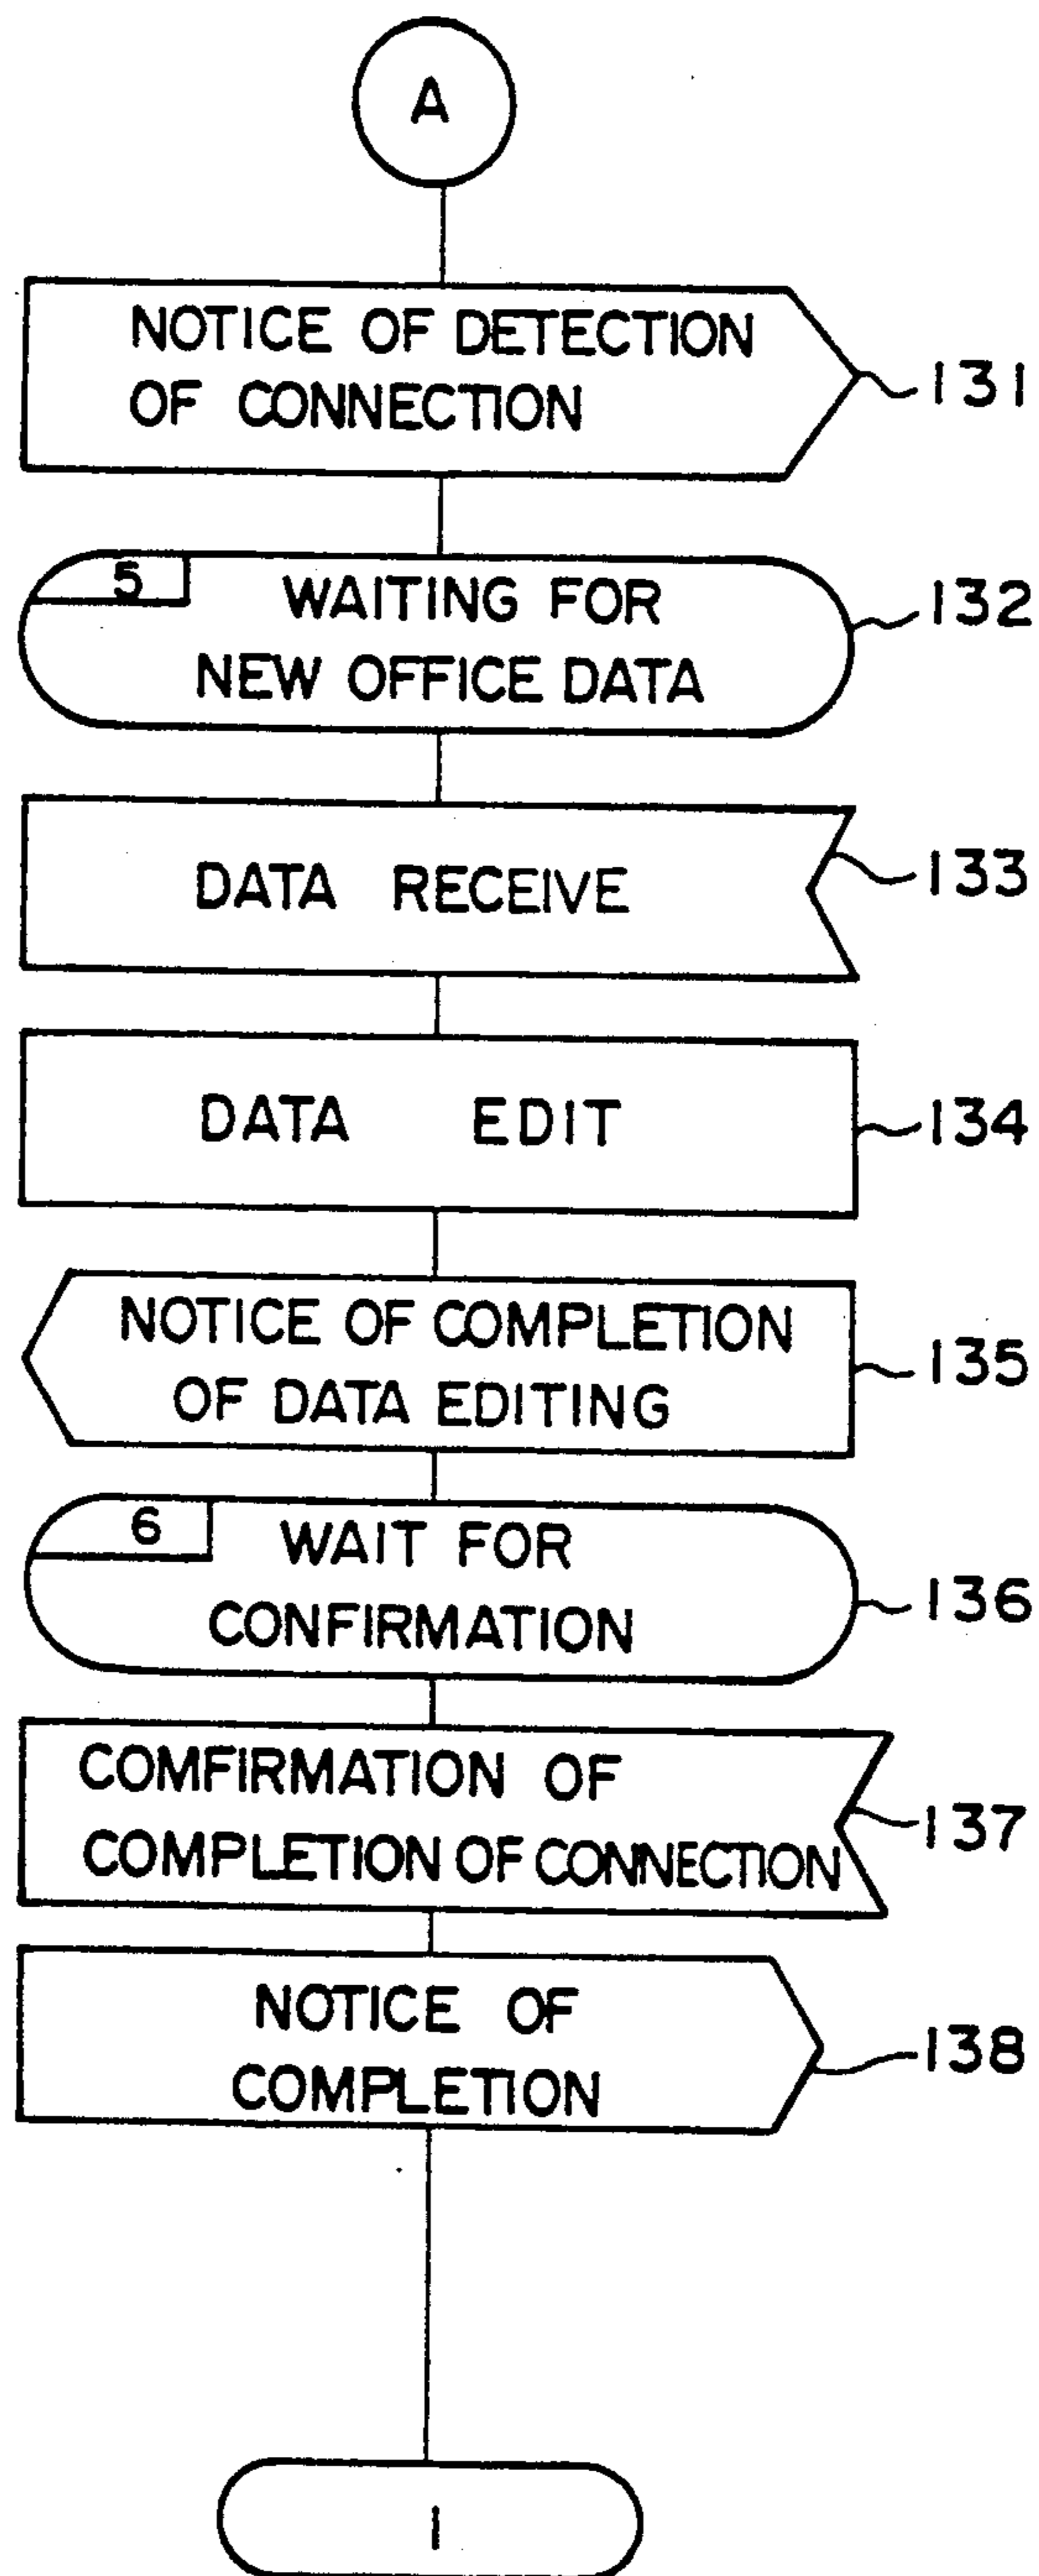 A
NOTICE OF DETECTION
OF CONNECTION
131
5
WAITING FOR
NEW OFFICE DATA
132
DATA RECEIVE
133
DATA EDIT
134
NOTICE OF COMPLETION
OF DATA EDITING
135
6
WAIT FOR
CONFIRMATION
136
COMFIRMATION OF
COMPLETION OF CONNECTION
137
NOTICE OF
COMPLETION
138
1